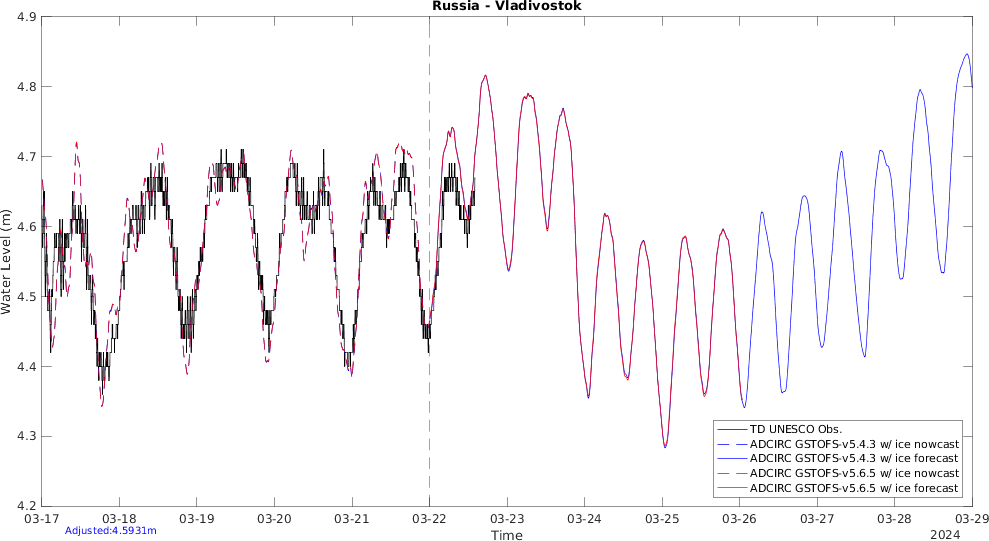 Russia - Vladivostok
4.9
4.8
4.7
4.6
4.5
4.4
4.3
4.2
Water Level (m)
TD UNESCO Obs.
ADCIRC GSTOFS-v5.4.3 w/ ice nowcast
ADCIRC GSTOFS-v5.4.3 w/ ice forecast
ADCIRC GSTOFS-v5.6.5 w/ ice nowcast
ADCIRC GSTOFS-v5.6.5 w/ ice forecast
03-17 03-18 03-19 03-20 03-21 03-22 03-23 03-24 03-25 03-26 03-27 03-28 03-29
Adjusted:4.5931m
Time
2024